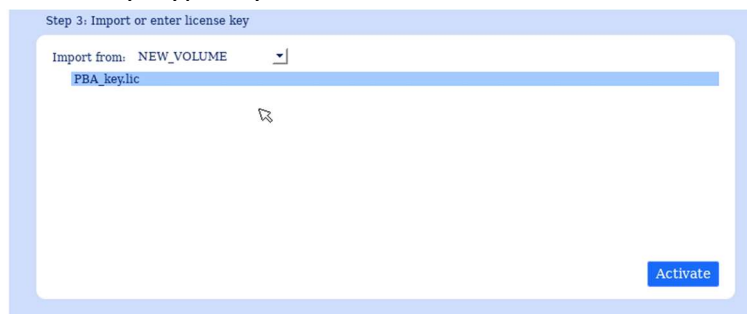 Step 3: Import or enter license key
Import from: NEW_VOLUME
PBA_key.lic
Activate